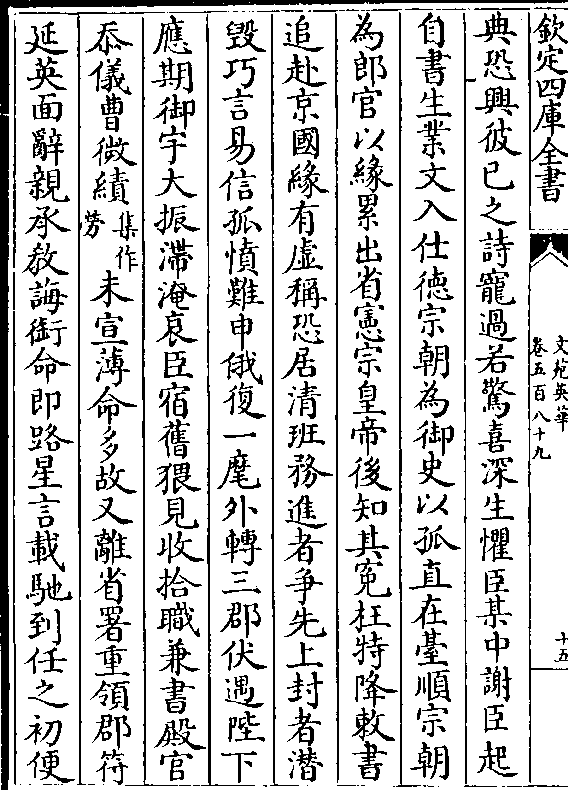 欽定四庫全書
文苑英華
卷五百八十九
十五
典恐興彼已之詩寵過若驚喜深生懼臣某中謝臣起
自書生業文入仕德宗朝為御史以孤直在臺順宗朝
為郎官以緣累出省憲宗皇帝後知其寃枉特降敕書
追赴京國緣有虛稱恐居清班務進者爭先上封者潛
毀巧言易信孤憤難申俄復一麾外轉三郡伏遇陛下
應期御宇大振滯淹哀臣宿舊猥見收拾職兼書殿官
忝儀曹微績集作勞未宣薄命多故又離省署重領郡符
延英面辭親承教誨銜命即路星言載馳到任之初便